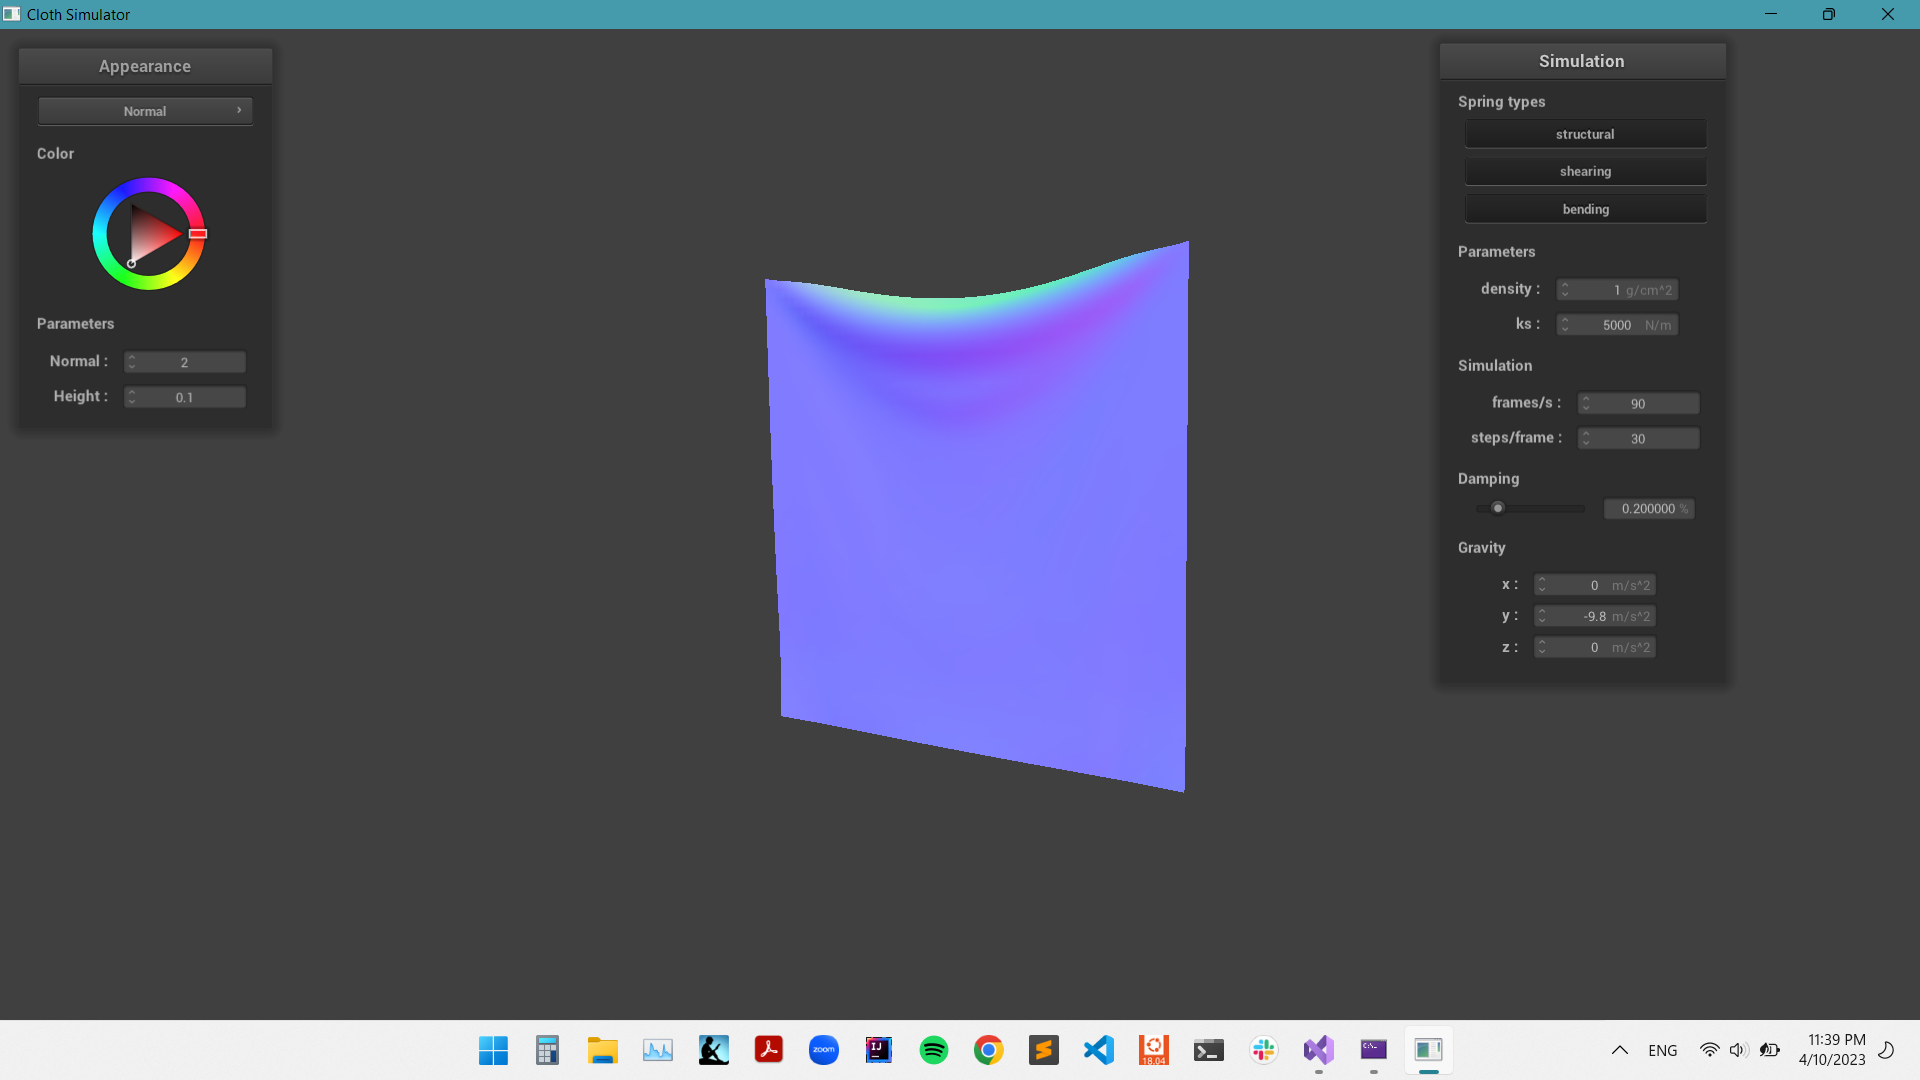 Cloth Simulator
Appearance
Normal
Color
Parameters
Normal : 2
Height : 0.1
Simulation
Spring types
structural
shearing
bending
Parameters
density : 1 g/cm^2
ks : 5000 N/m
Simulation
frames/s : 90
steps/frame : 30
Damping
0.200000 %
Gravity
x : 0 m/s^2
y : -9.8 m/s^2
z : 0 m/s^2
zoom
IJ
18.04
ENG
11:39 PM
4/10/2023